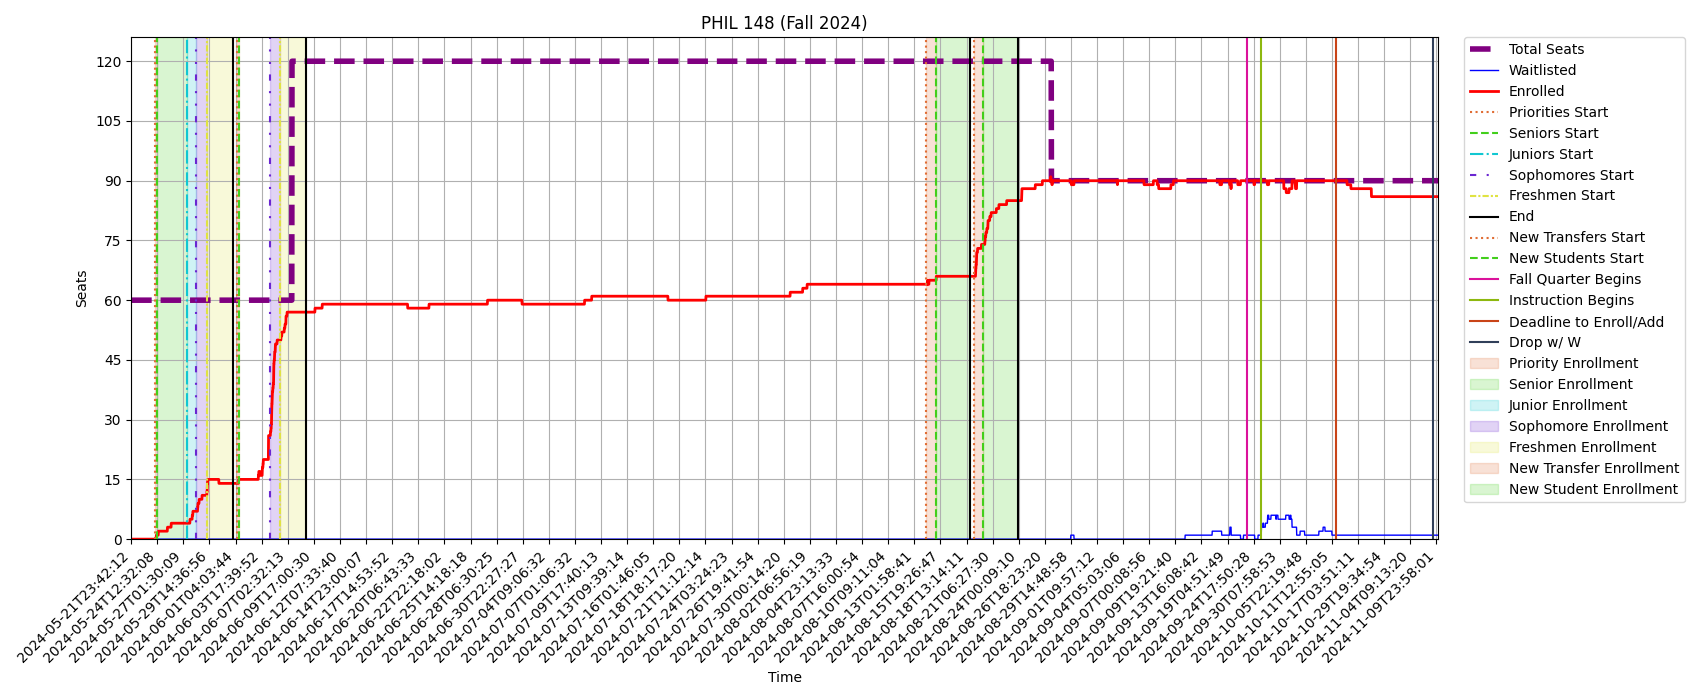 PHIL 148 (Fall 2024)
120
105
90
75
60
45
30
15
0
Seats
2024-05-21T23:42:12
2024-05-24T12:32:08
2024-05-27T01:30:09
2024-05-29T14:36:56
2024-06-01T04:03:44
2024-06-03T17:39:52
2024-06-07T02:32:13
2024-06-09T17:00:30
2024-06-12T07:33:40
2024-06-14T23:00:07
2024-06-17T14:53:52
2024-06-20T06:43:33
2024-06-22T22:18:02
2024-06-25T14:18:18
2024-06-28T06:30:25
2024-06-30T22:27:27
2024-07-04T09:06:32
2024-07-07T01:06:32
2024-07-09T17:40:13
2024-07-13T09:39:14
2024-07-16T01:46:05
2024-07-18T18:17:20
2024-07-21T11:12:14
2024-07-24T03:24:23
2024-07-26T19:41:54
2024-07-30T00:14:20
2024-08-02T06:56:19
2024-08-04T23:13:33
2024-08-07T16:00:54
2024-08-10T09:11:04
2024-08-13T01:58:41
2024-08-15T19:26:47
2024-08-18T13:14:11
2024-08-21T06:27:30
2024-08-24T00:09:10
2024-08-26T18:23:20
2024-08-29T14:48:58
2024-09-01T09:57:12
2024-09-04T05:03:06
2024-09-07T00:08:56
2024-09-09T19:21:40
2024-09-13T16:08:42
2024-09-19T04:51:49
2024-09-24T17:50:28
2024-09-30T07:58:53
2024-10-05T22:19:48
2024-10-11T12:55:05
2024-10-17T03:51:11
2024-10-29T19:34:54
2024-11-04T09:13:20
2024-11-09T23:58:01
Time
Total Seats
Waitlisted
Enrolled
Priorities Start
Seniors Start
Juniors Start
Sophomores Start
Freshmen Start
End
New Transfers Start
New Students Start
Fall Quarter Begins
Instruction Begins
Deadline to Enroll/Add
Drop w/ W
Priority Enrollment
Senior Enrollment
Junior Enrollment
Sophomore Enrollment
Freshmen Enrollment
New Transfer Enrollment
New Student Enrollment